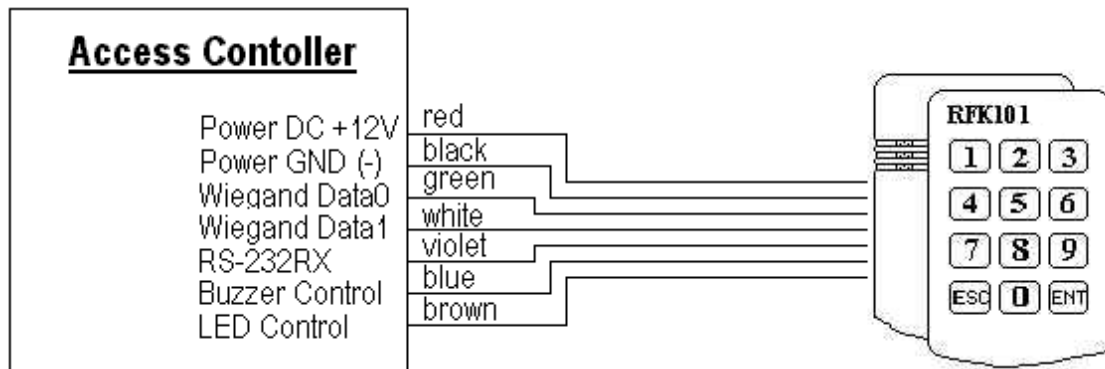 Access Contoller
Power DC +12V
Power GND (-)
Wiegand Data0
Wiegand Data1
RS-232RX
Buzzer Control
LED Control
red
black
green
white
violet
blue
brown
RFK101
1 2 3
4 5 6
7 8 9
ESC 0 ENT